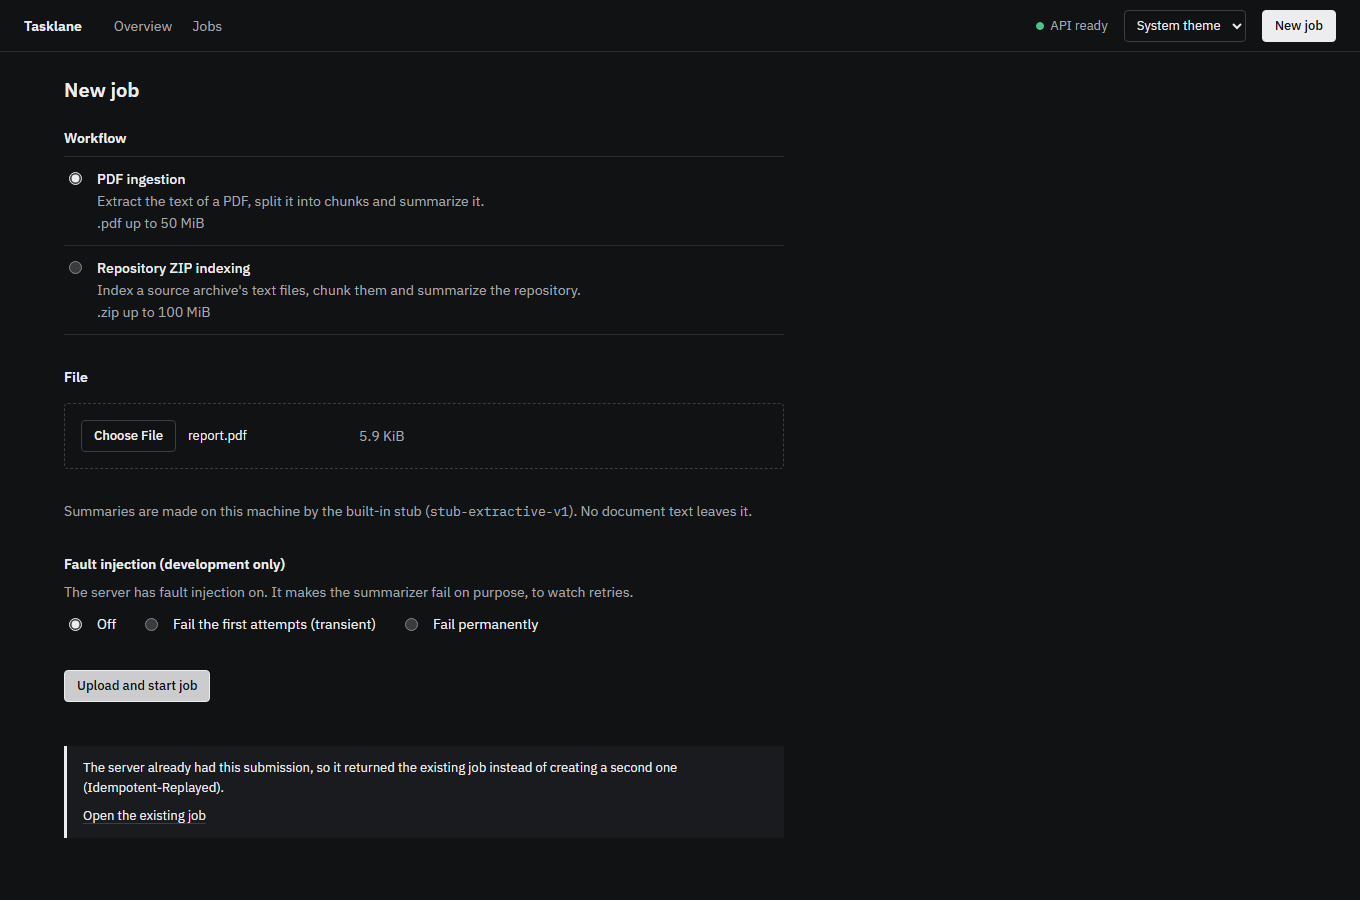 Tasklane
Overview
Jobs
API ready
System theme
New job
New job
Workflow
PDF ingestion
Extract the text of a PDF, split it into chunks and summarize it.
.pdf up to 50 MiB
Repository ZIP indexing
Index a source archive's text files, chunk them and summarize the repository.
.zip up to 100 MiB
File
Choose File report.pdf 5.9 KiB
Summaries are made on this machine by the built-in stub (stub-extractive-v1). No document text leaves it.
Fault injection (development only)
The server has fault injection on. It makes the summarizer fail on purpose, to watch retries.
Off Fail the first attempts (transient) Fail permanently
Upload and start job
The server already had this submission, so it returned the existing job instead of creating a second one
(Idempotent-Replayed).
Open the existing job